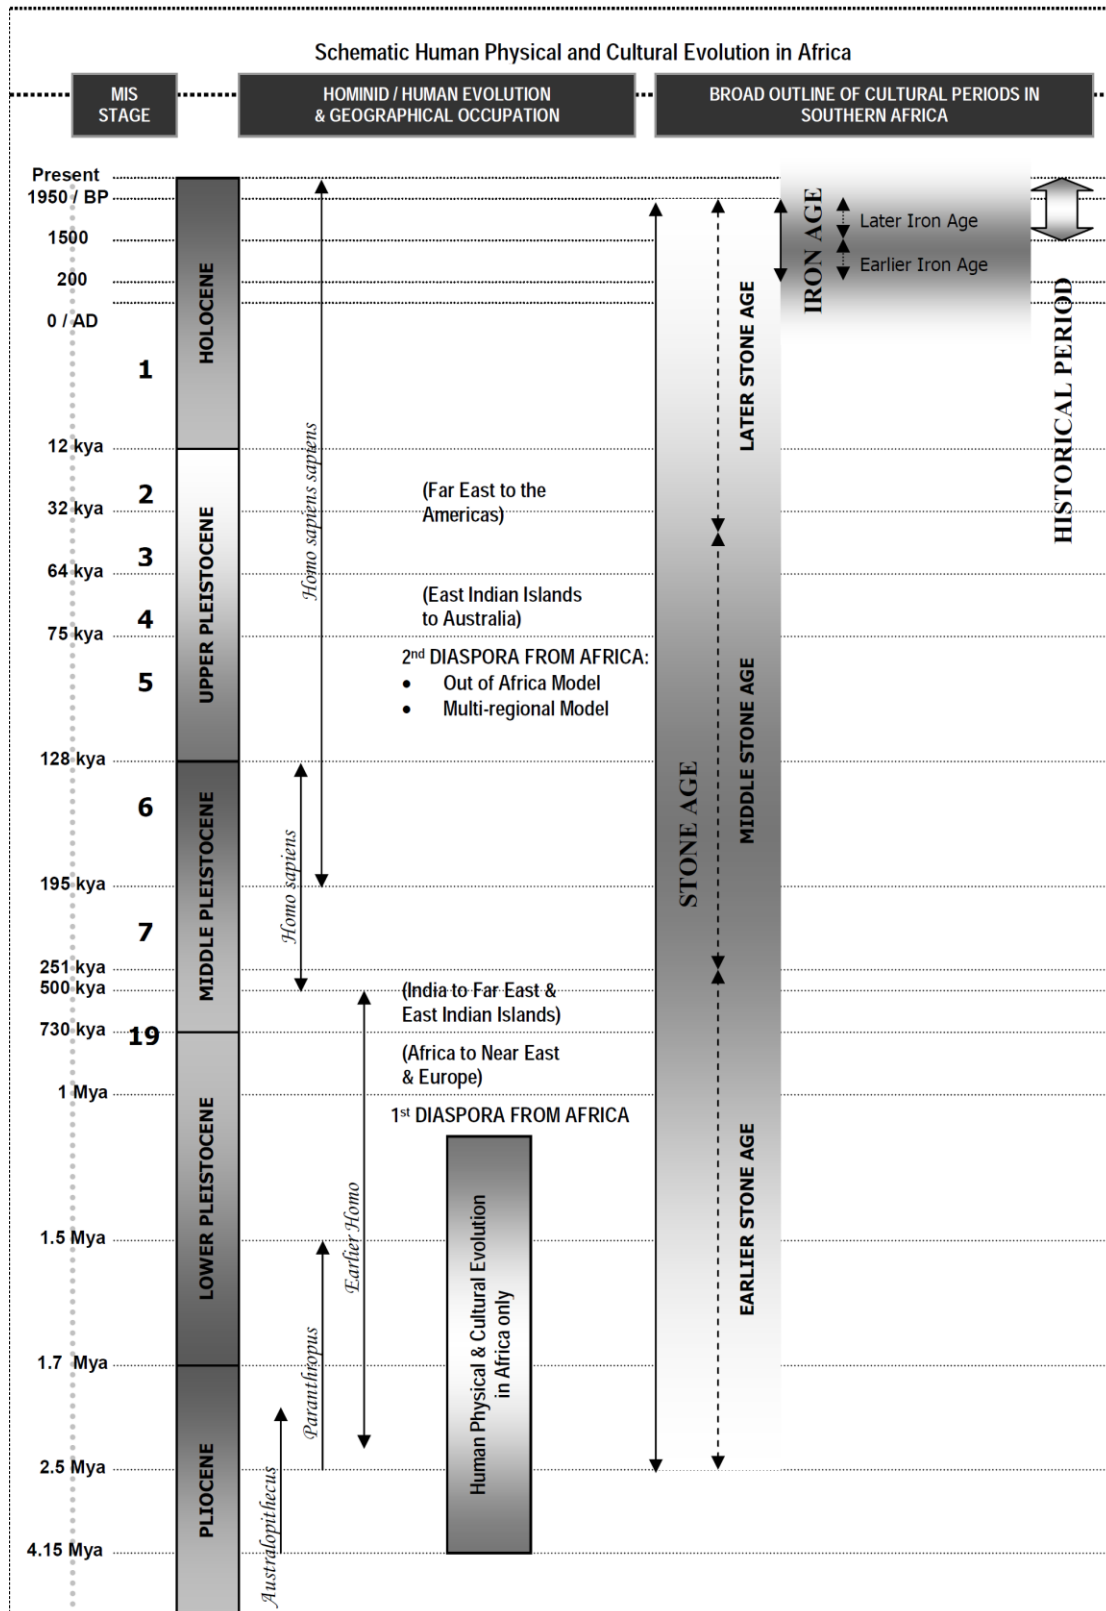 Schematic Human Physical and Cultural Evolution in Africa
MIS
STAGE
HOMINID / HUMAN EVOLUTION
& GEOGRAPHICAL OCCUPATION
BROAD OUTLINE OF CULTURAL PERIODS IN
SOUTHERN AFRICA
Present
1950 / BP
1500
200
0 / AD
12 kya
32 kya
64 kya
75 kya
128 kya
195 kya
251 kya
500 kya
730 kya
1 Mya
1.5 Mya
1.7 Mya
2.5 Mya
4.15 Mya
1
2
3
4
5
6
7
19
HOLOCENE
UPPER PLEISTOCENE
MIDDLE PLEISTOCENE
LOWER PLEISTOCENE
PLIOCENE
Homo sapiens sapiens
Homo sapiens
Earlier Homo
Paranthropus
Australopithecus
(Far East to the
Americas)
(East Indian Islands
to Australia)
2nd DIASPORA FROM AFRICA:
• Out of Africa Model
• Multi-regional Model
(India to Far East &
East Indian Islands)
(Africa to Near East
& Europe)
1st DIASPORA FROM AFRICA
Human Physical & Cultural Evolution
in Africa only
STONE AGE
LATER STONE AGE
MIDDLE STONE AGE
EARLIER STONE AGE
IRON AGE
Later Iron Age
Earlier Iron Age
HISTORICAL PERIOD